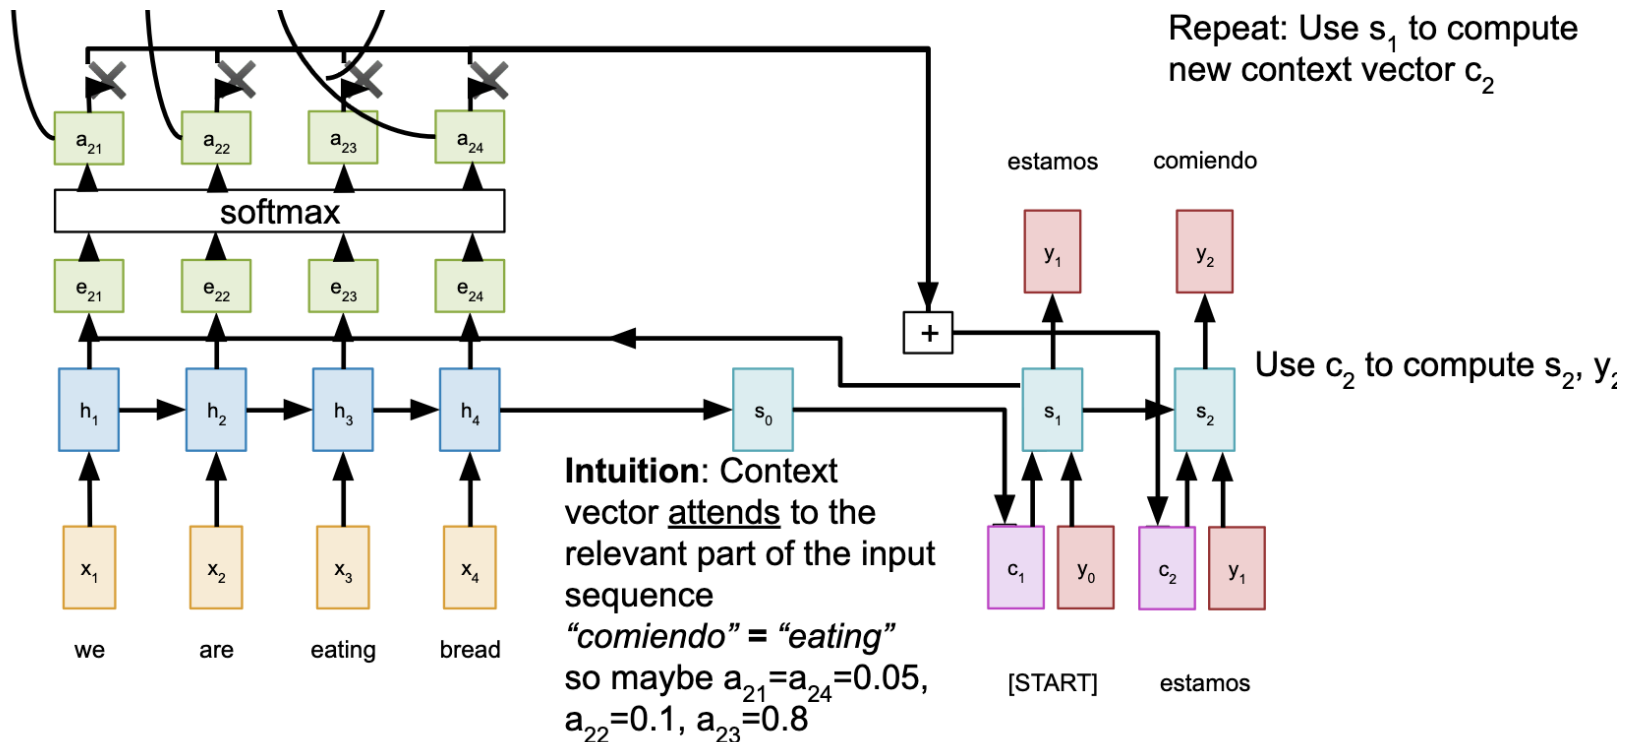 Repeat: Use s1 to compute
new context vector c2
a21 a22 a23 a24
estamos comiendo
softmax
y1 y2
e21 e22 e23 e24
+
Use c2 to compute s2, y2
h1 h2 h3 h4 s0 s1 s2
Intuition: Context
vector attends to the
relevant part of the input
sequence
“comiendo” = “eating”
so maybe a21=a24=0.05,
a22=0.1, a23=0.8
x1 x2 x3 x4
c1 y0 c2 y1
we are eating bread
[START] estamos